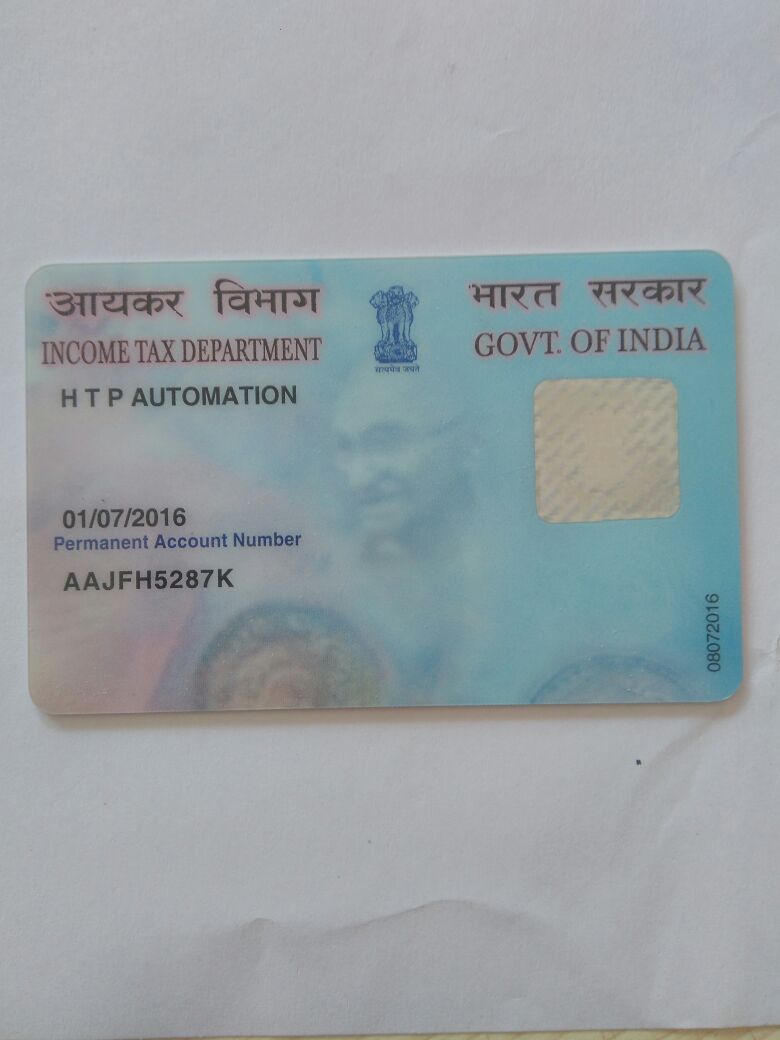 आयकर विभाग
INCOME TAX DEPARTMENT
सत्यमेव जयते
भारत सरकार
GOVT. OF INDIA
H T P AUTOMATION
01/07/2016
Permanent Account Number
AAJFH5287K
08072016